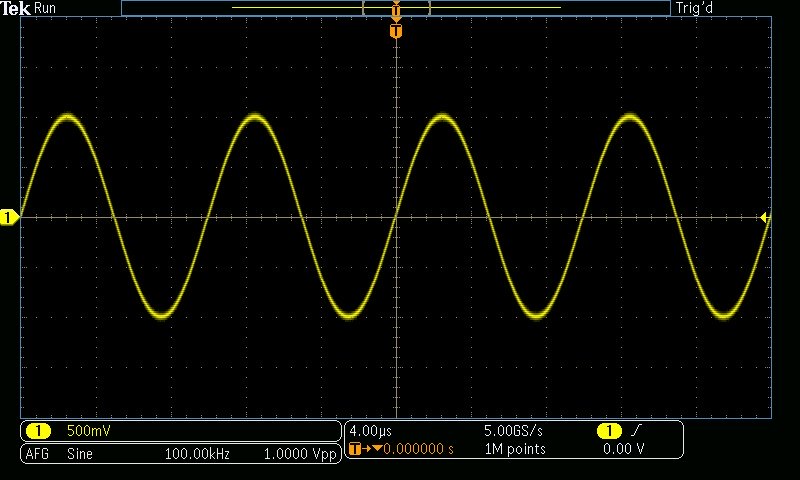 Tek Run Trig'd
T
1
1 500mV 4.00µs 5.00GS/s 1
T→▼0.000000 s 1M points 0.00 V
AFG Sine 100.00kHz 1.0000 Vpp